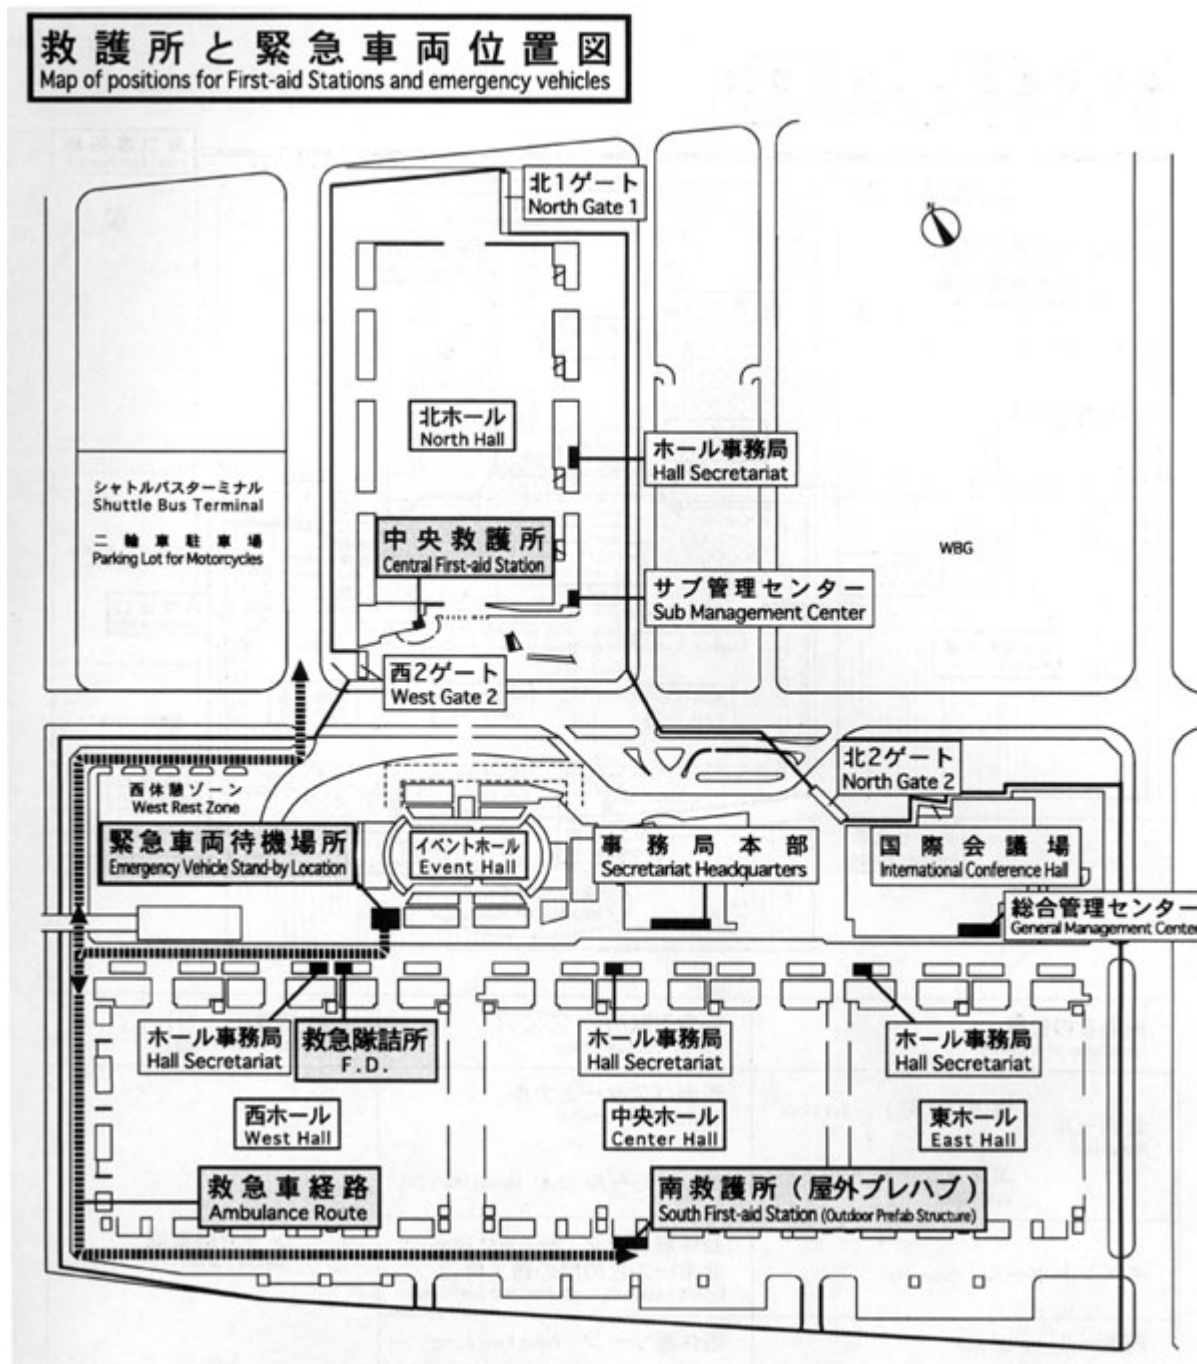 救護所と緊急車両位置図
Map of positions for First-aid Stations and emergency vehicles
北1ゲート
North Gate 1
N
北ホール
North Hall
ホール事務局
Hall Secretariat
シャトルバスターミナル
Shuttle Bus Terminal
二輪車駐車場
Parking Lot for Motorcycles
中央救護所
Central First-aid Station
WBG
サブ管理センター
Sub Management Center
西2ゲート
West Gate 2
北2ゲート
North Gate 2
西休憩ゾーン
West Rest Zone
緊急車両待機場所
Emergency Vehicle Stand-by Location
イベントホール
Event Hall
事務局本部
Secretariat Headquarters
国際会議場
International Conference Hall
総合管理センター
General Management Center
ホール事務局
Hall Secretariat
救急隊詰所
F.D.
ホール事務局
Hall Secretariat
ホール事務局
Hall Secretariat
西ホール
West Hall
中央ホール
Center Hall
東ホール
East Hall
救急車経路
Ambulance Route
南救護所（屋外プレハブ）
South First-aid Station (Outdoor Prefab Structure)